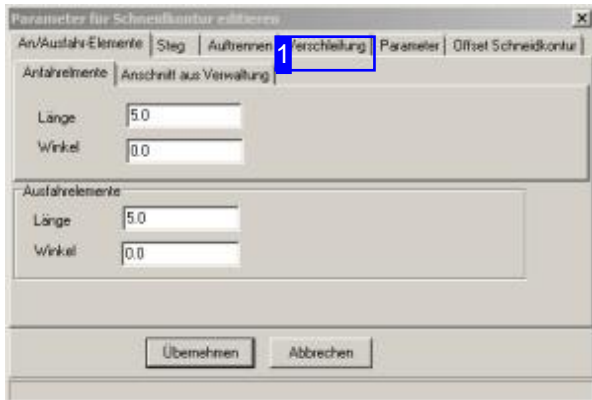 Parameter für Schneidkontur editieren
An/Ausfahr-Elemente Steg Auftrennen Verschleifung Parameter Offset Schneidkontur
1
Anfahrelmente Anschnitt aus Verwaltung
Länge 5.0
Winkel 0.0
Ausfahrelemente
Länge 5.0
Winkel 0.0
Übernehmen Abbrechen